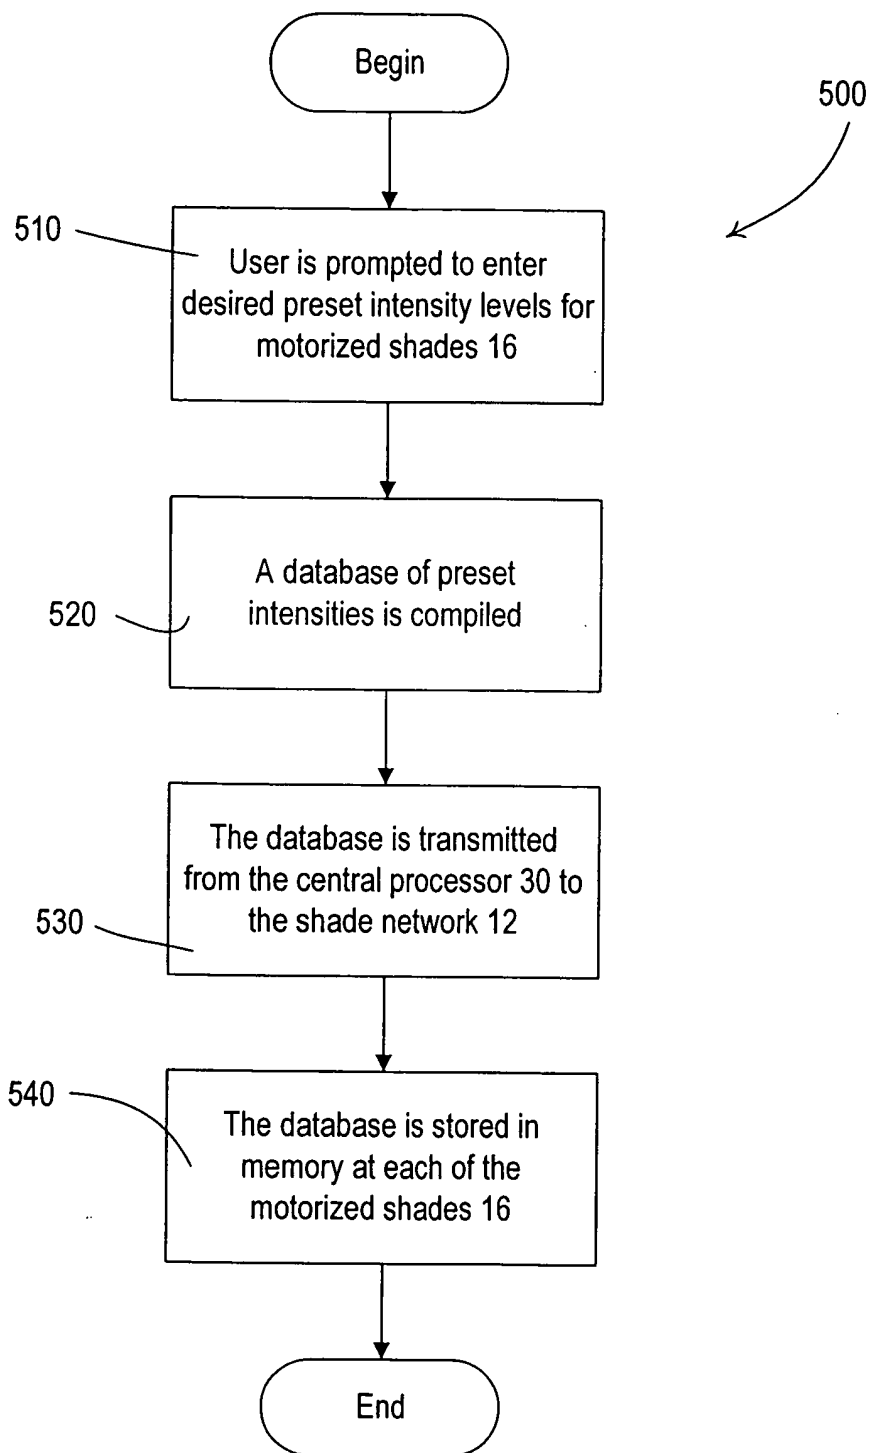 Begin
500
510
User is prompted to enter
desired preset intensity levels for
motorized shades 16
A database of preset
intensities is compiled
520
The database is transmitted
from the central processor 30 to
the shade network 12
530
540
The database is stored in
memory at each of the
motorized shades 16
End